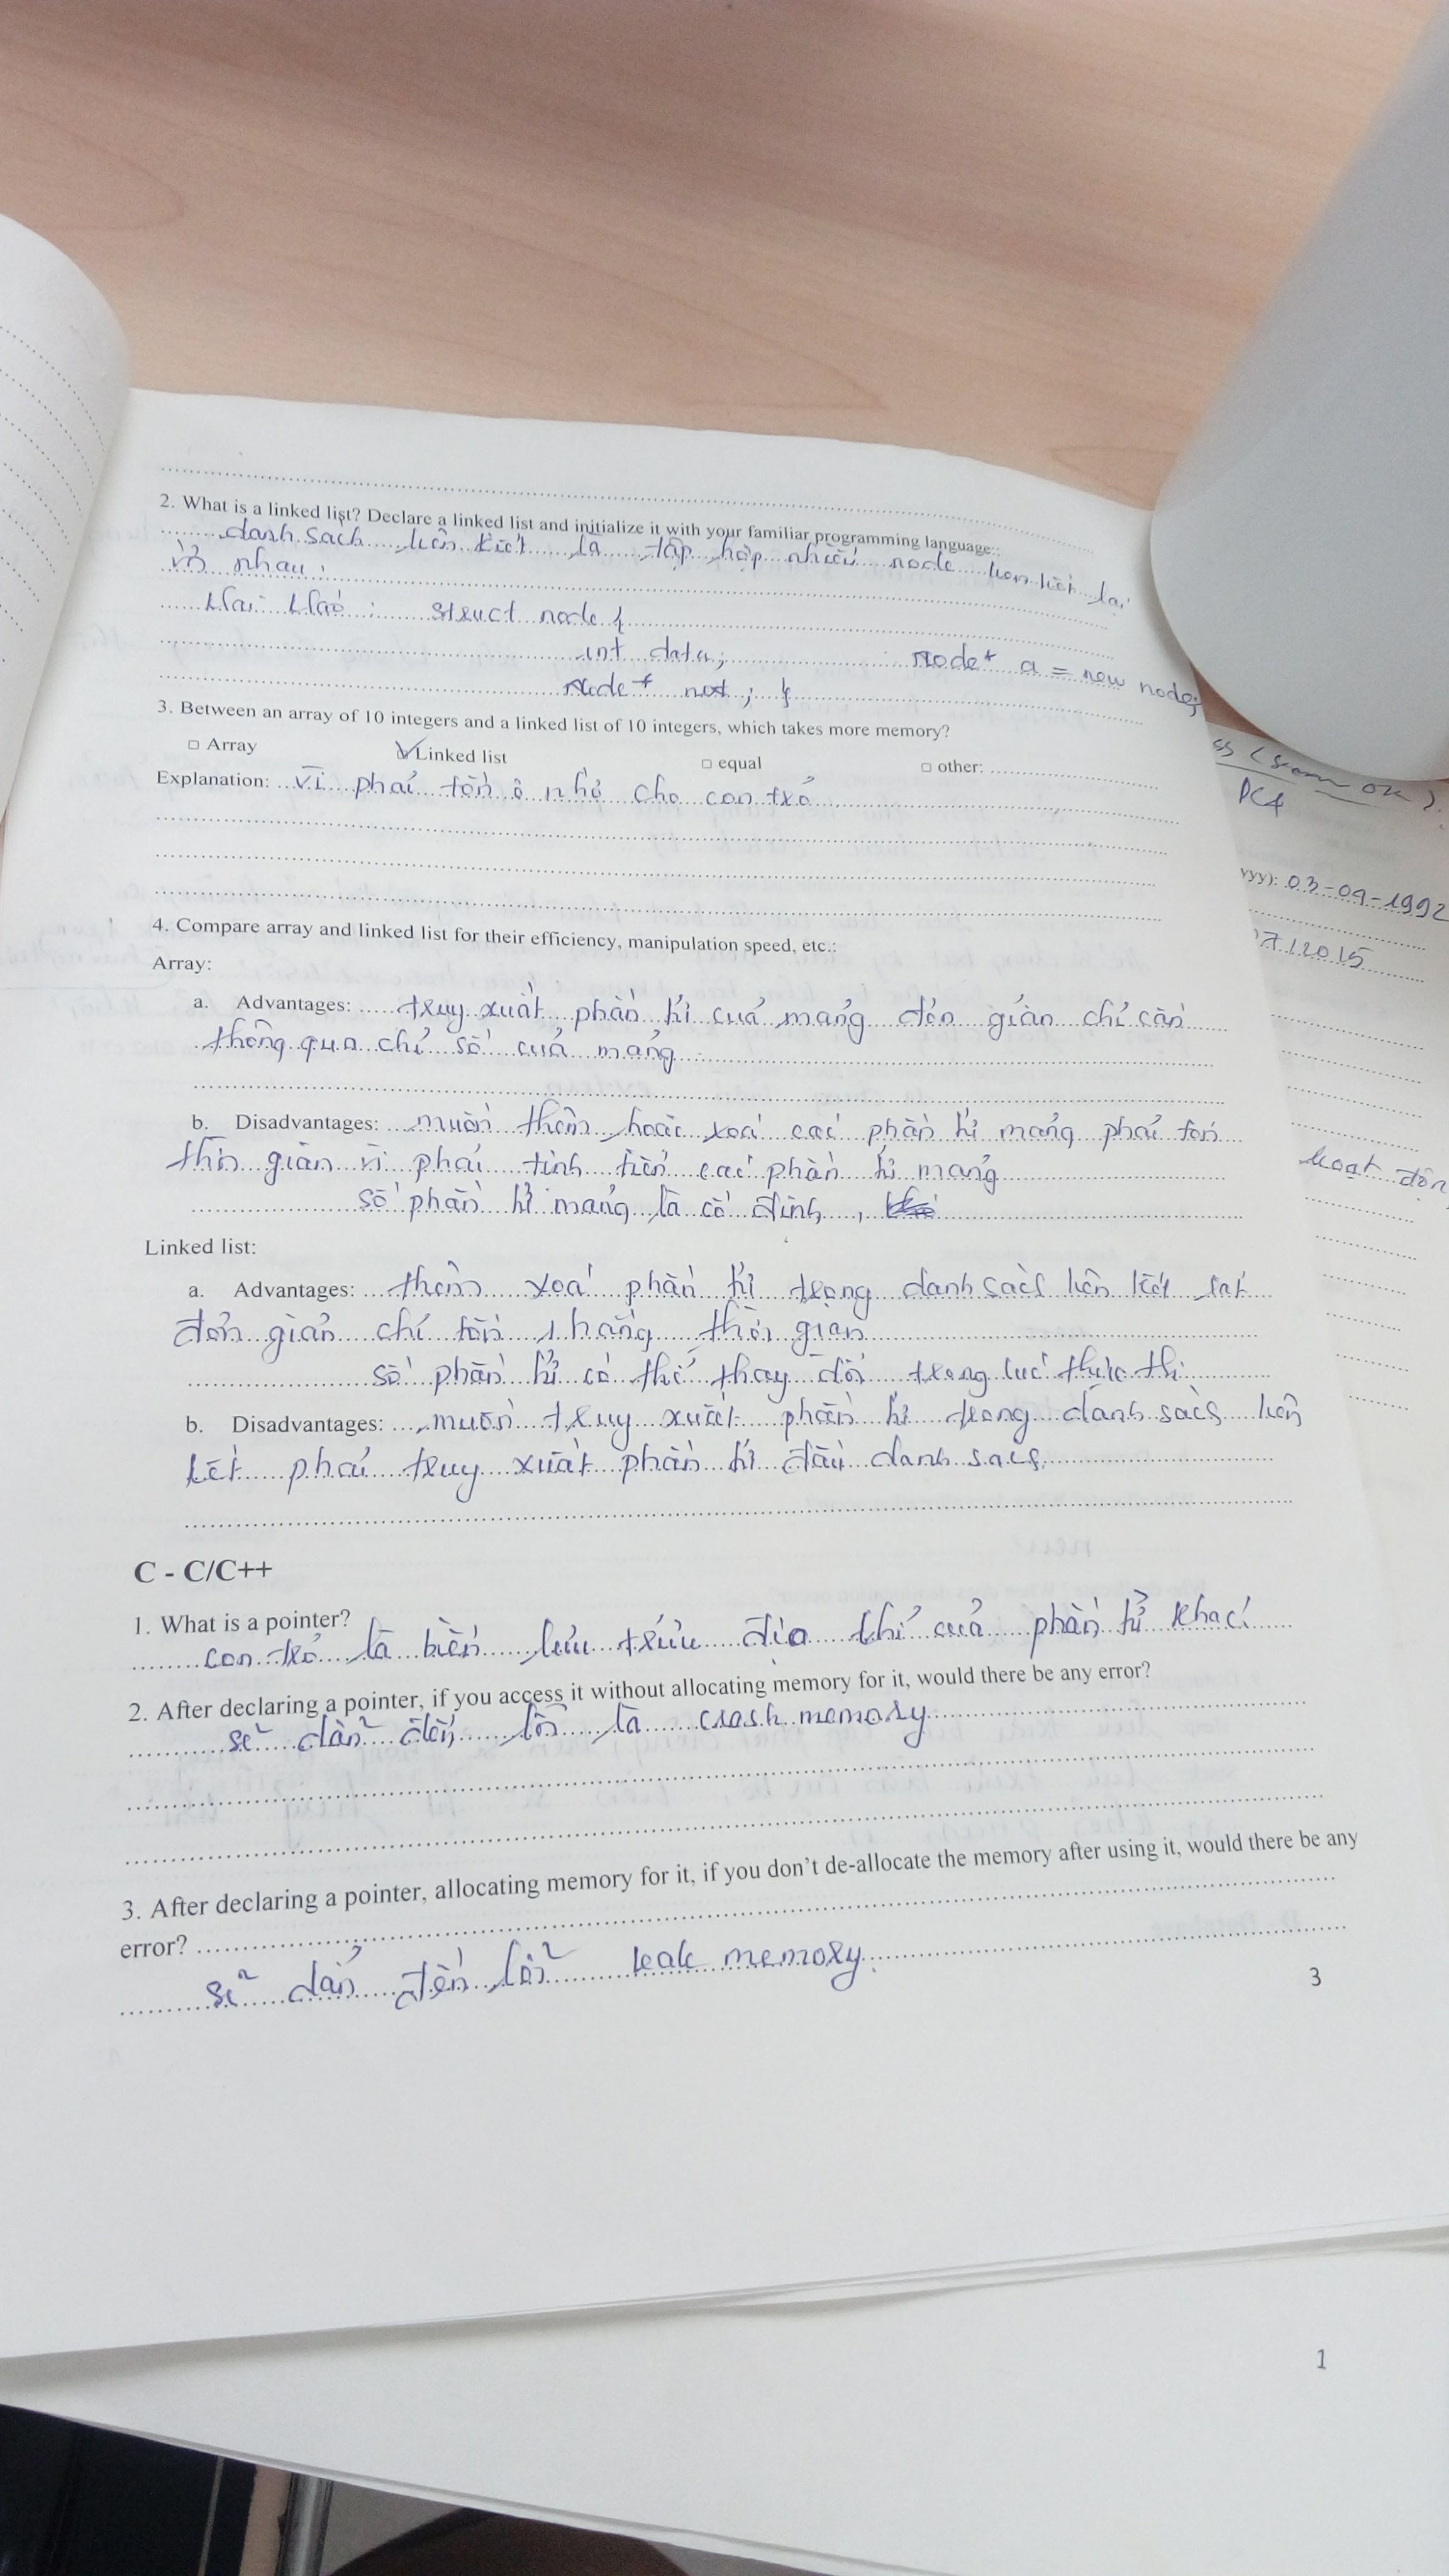 2. What is a linked list? Declare a linked list and initialize it with your familiar programming language:
danh sach liên kết là tập hợp nhiều node liên kết lại
với nhau.
khai báo : struct node {
int data;
node* a = new node;
node* next ; }
3. Between an array of 10 integers and a linked list of 10 integers, which takes more memory?
□ Array ☑ Linked list □ equal □ other:
Explanation: vì phải tốn ô nhớ cho con trỏ
4. Compare array and linked list for their efficiency, manipulation speed, etc.:
Array:
a. Advantages: truy xuất phần tử của mảng đơn giản chỉ cần
thông qua chỉ số của mảng
b. Disadvantages: muốn thêm hoặc xoá các phần tử mảng phải tốn
thời gian vì phải tịnh tiến các phần tử mảng
số phần tử mảng là cố định ,
Linked list:
a. Advantages: thêm xoá phần tử trong danh sách liên kết rất
đơn giản chỉ tốn hằng thời gian
số phần tử có thể thay đổi trong lúc thực thi
b. Disadvantages: muốn truy xuất phần tử trong danh sách liên
kết phải truy xuất phần tử đầu danh sách
C - C/C++
1. What is a pointer?
con trỏ là biến lưu trữ địa chỉ của phần tử khác
2. After declaring a pointer, if you access it without allocating memory for it, would there be any error?
sẽ dẫn đến lỗi là crash memory
3. After declaring a pointer, allocating memory for it, if you don't de-allocate the memory after using it, would there be any
error?
sẽ dẫn đến lỗi leak memory.
3
PC4
yyy): 03-09-1992
7.12015
hoạt độn
1